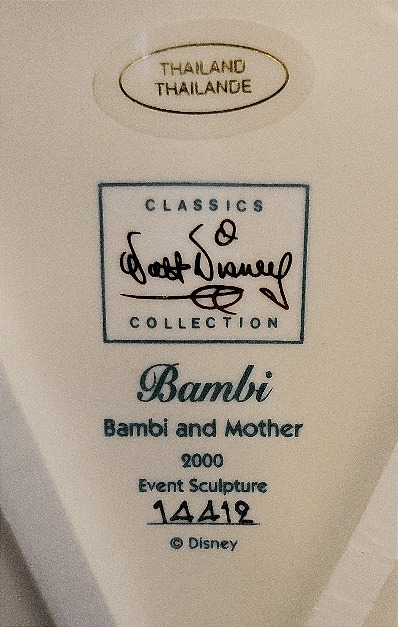 THAILAND
THAILANDE
CLASSICS
Walt Disney
COLLECTION
Bambi
Bambi and Mother
2000
Event Sculpture
14412
© Disney